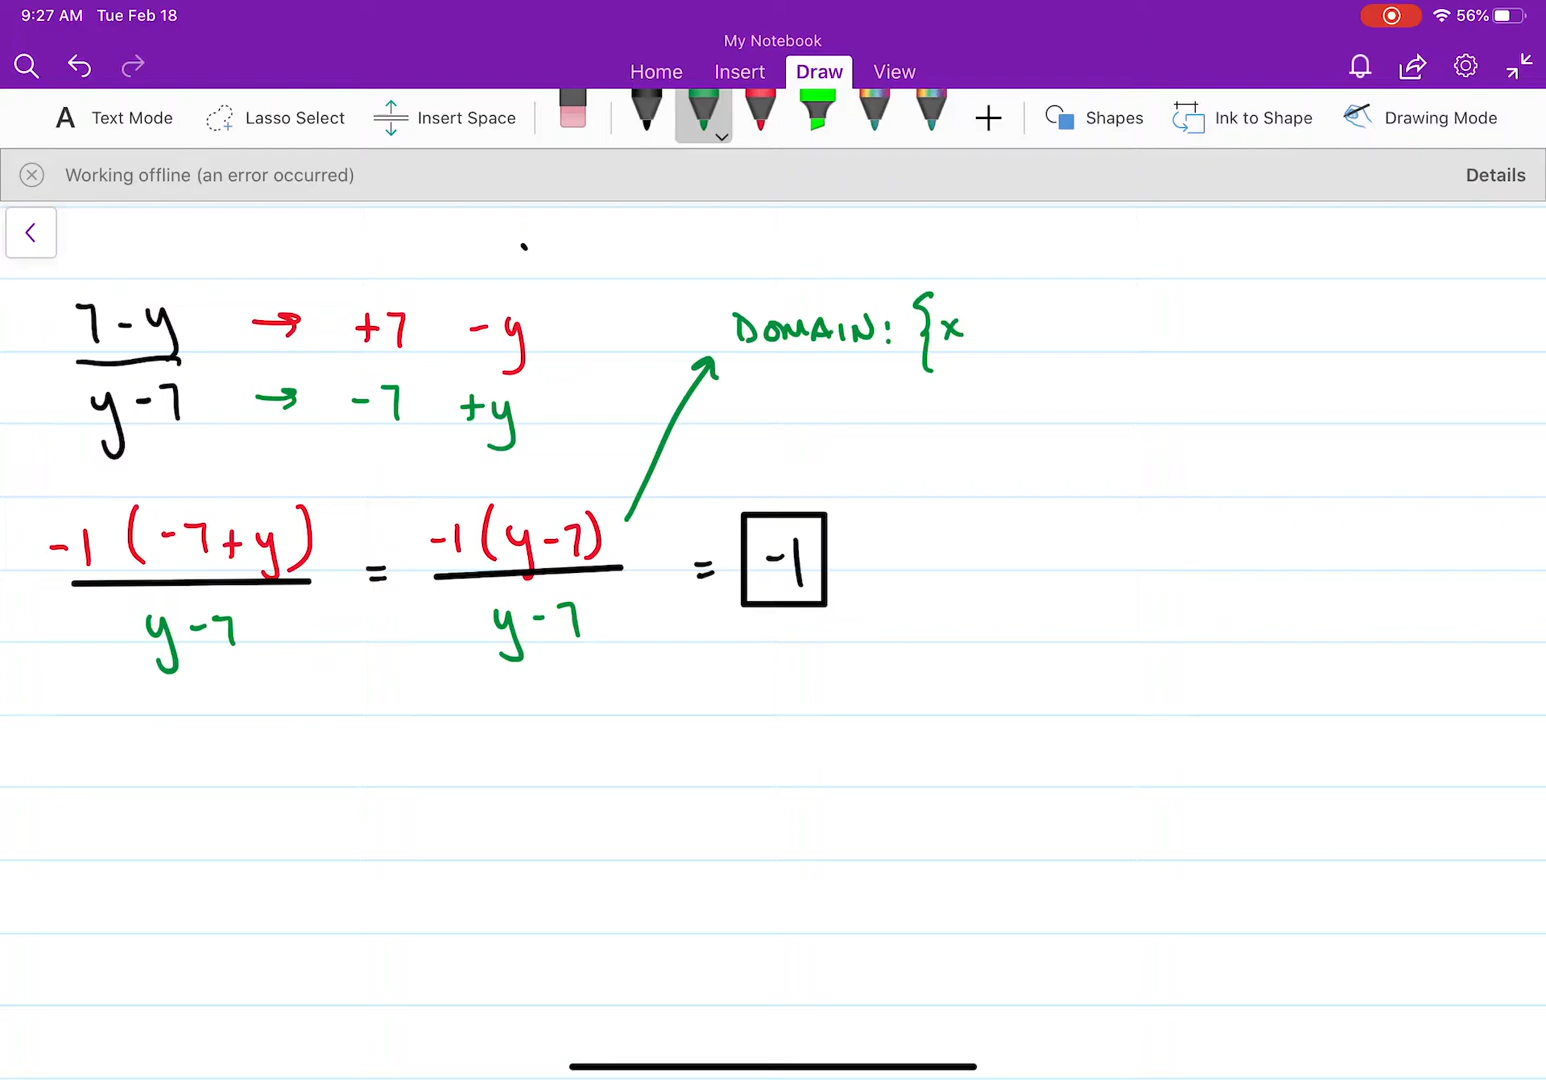 9:27 AM Tue Feb 18 56%
My Notebook
Home Insert Draw View
A Text Mode Lasso Select Insert Space Shapes Ink to Shape Drawing Mode
Working offline (an error occurred) Details
7 - y → +7 - y
y - 7 → -7 + y
DOMAIN: {x
-1 (-7 + y) = -1 (y - 7) = -1
y - 7 y - 7